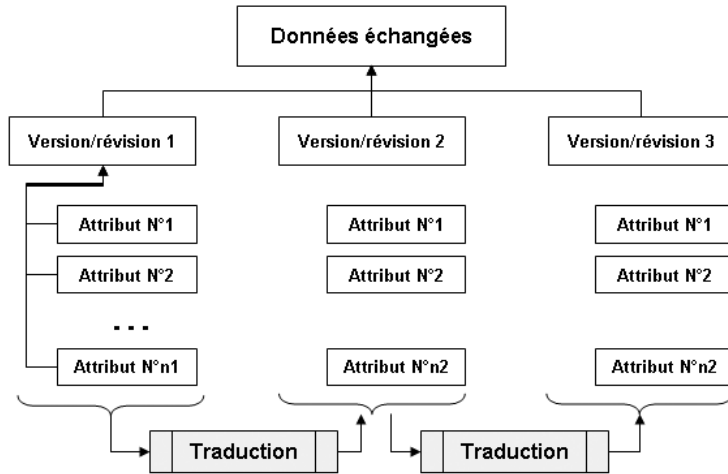 Données échangées
Version/révision 1
Version/révision 2
Version/révision 3
Attribut N°1
Attribut N°1
Attribut N°1
Attribut N°2
Attribut N°2
Attribut N°2
...
Attribut N°n1
Attribut N°n2
Attribut N°n2
Traduction
Traduction